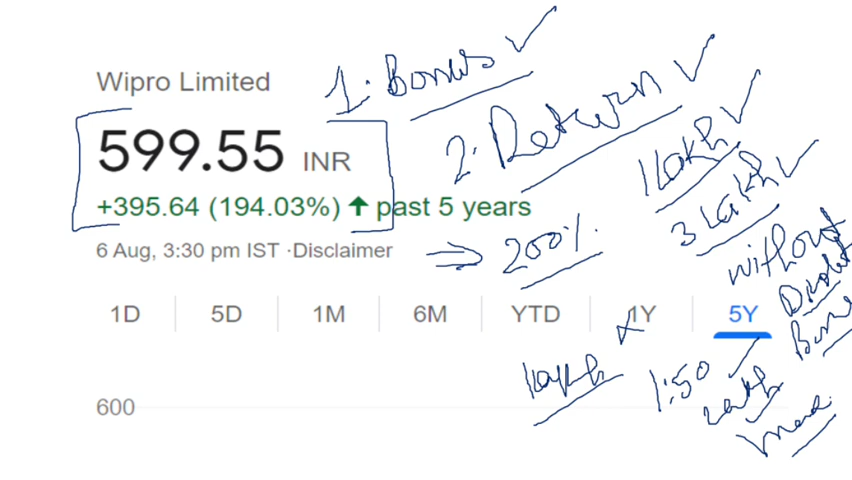 Wipro Limited
599.55 INR
+395.64 (194.03%) ↑ past 5 years
6 Aug, 3:30 pm IST ·Disclaimer
1D 5D 1M 6M YTD 1Y 5Y
600
1. Bonus ✓
2. Return ✓
1 Lakh ✓
3 Lakh ✓
⇒ 200%.
without
Bonus
1 Lakh
1:50
Lakh